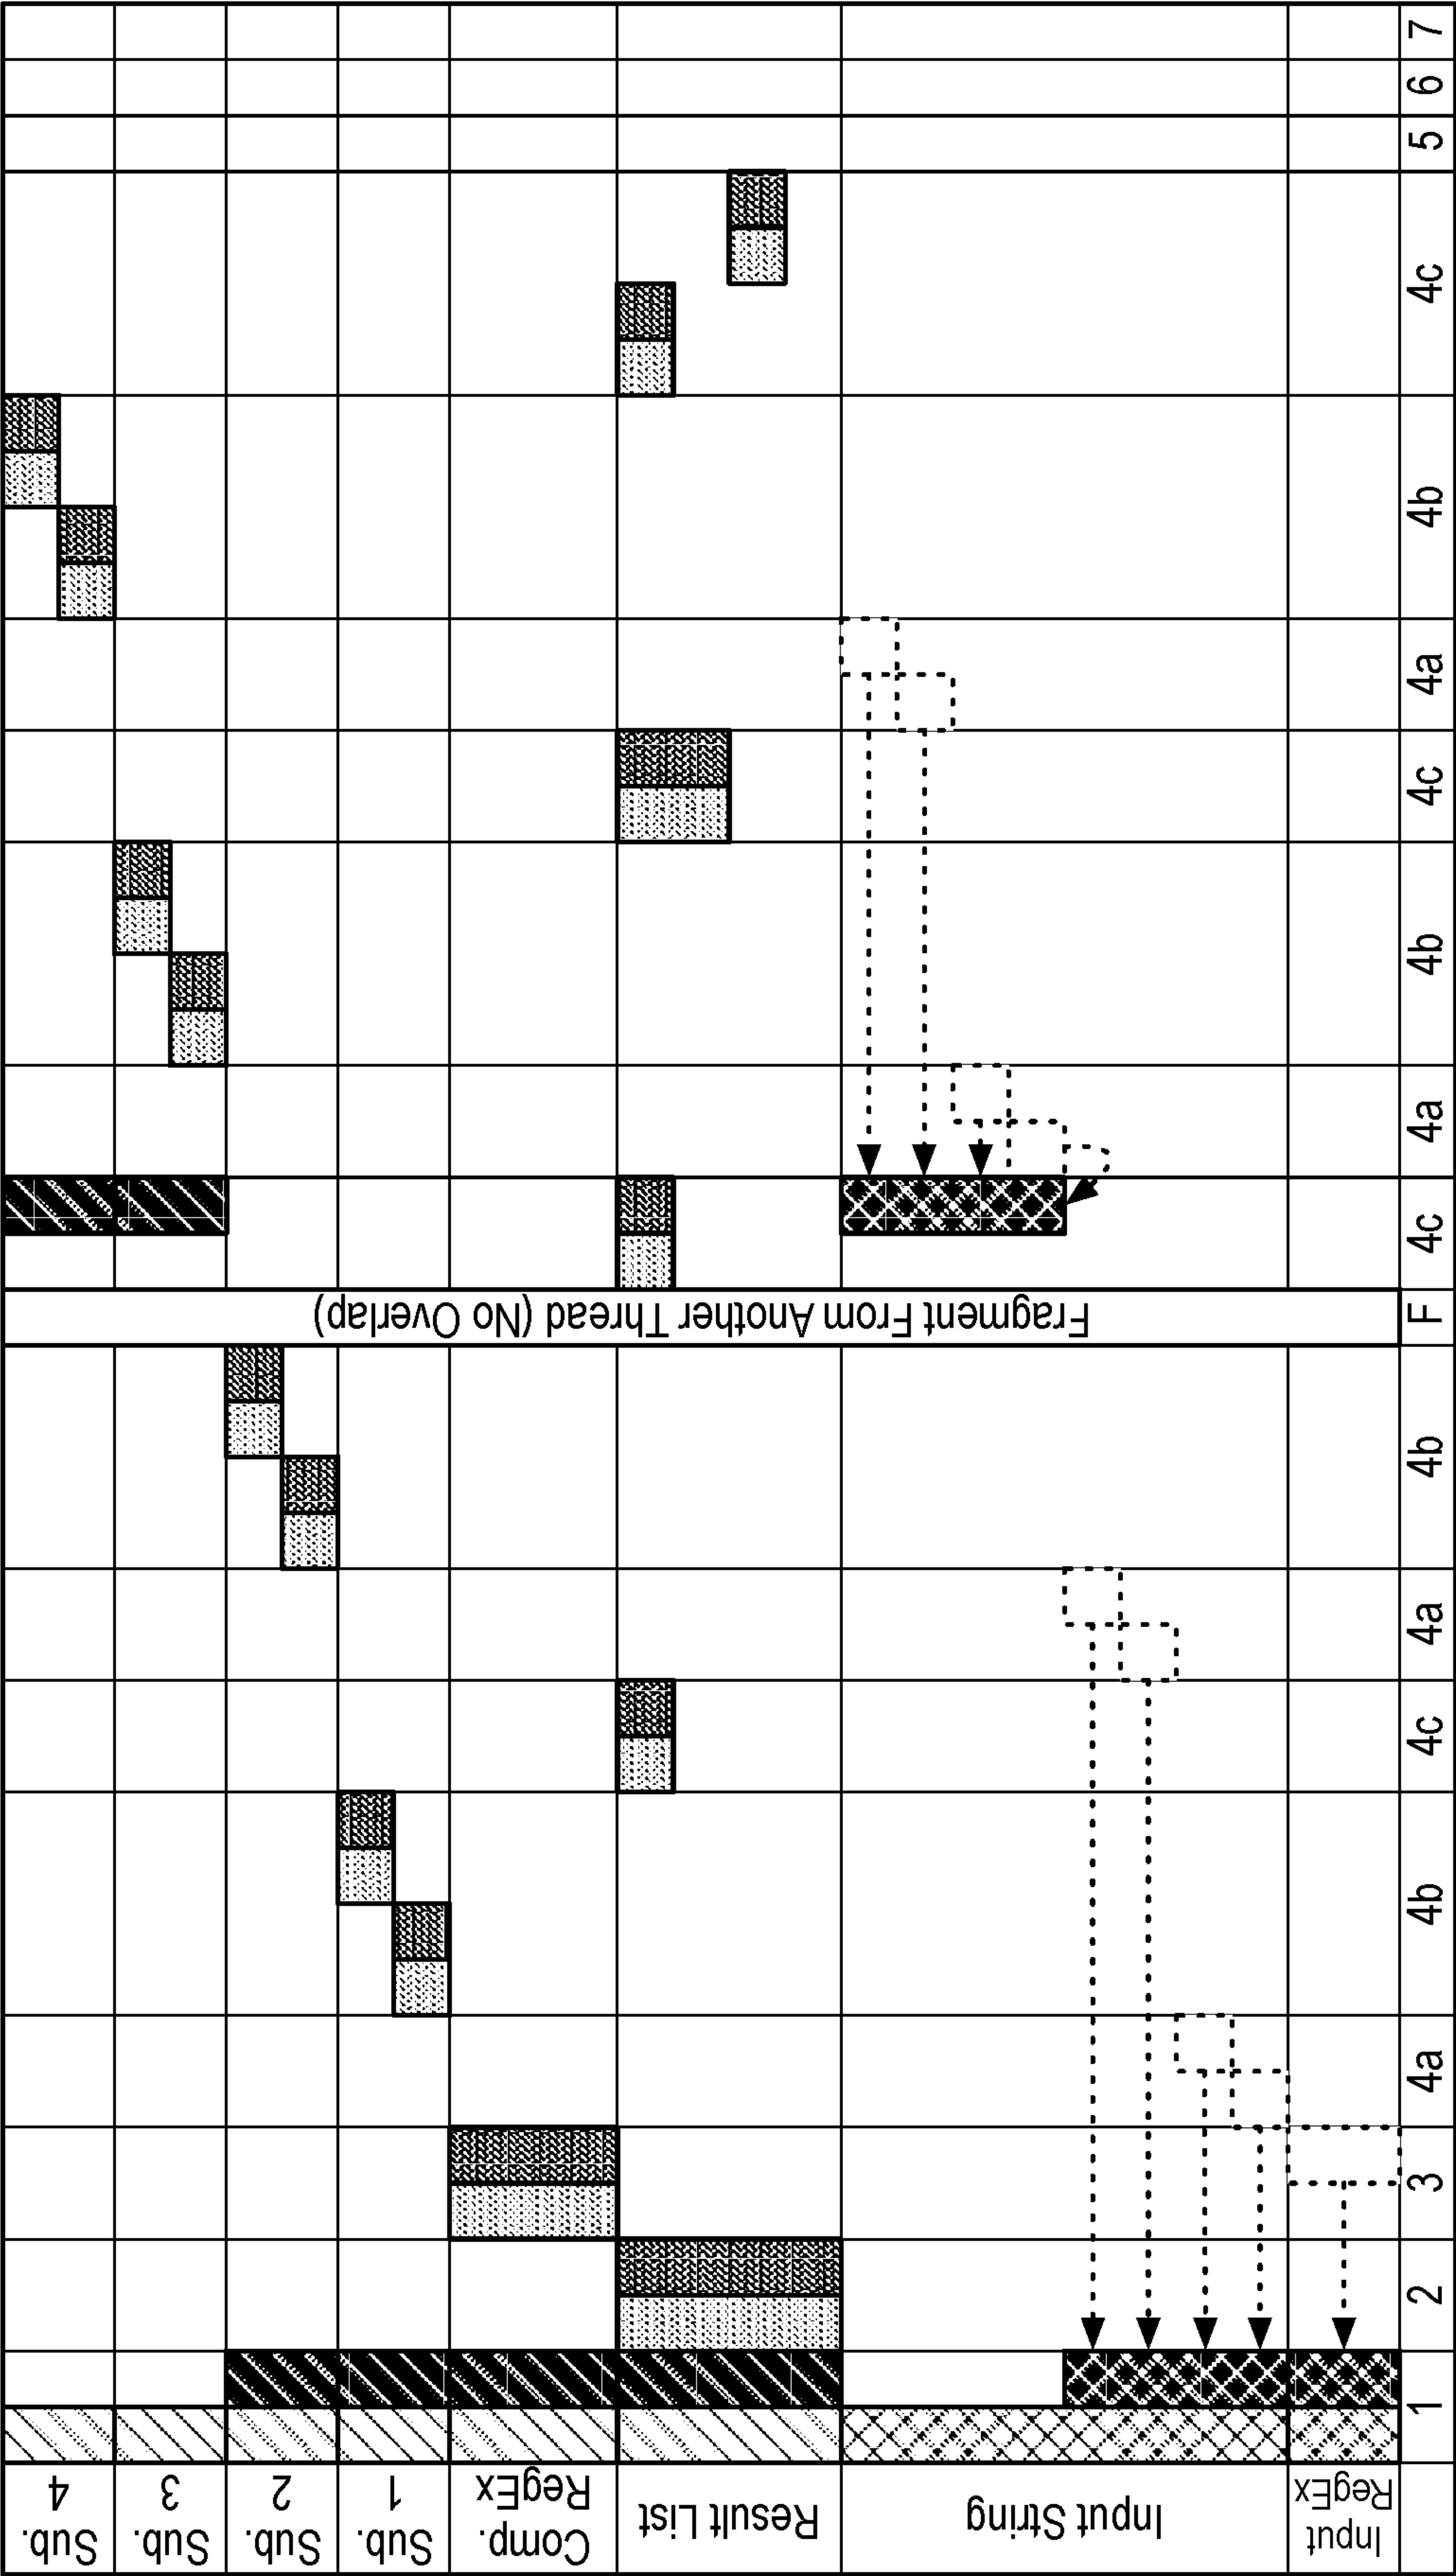 Input
RegEx
Input String
Result List
Comp.
RegEx
Sub.
1
Sub.
2
Sub.
3
Sub.
4
Fragment From Another Thread (No Overlap)
1
2
3
4a
4b
4c
4a
4b
F
4c
4a
4b
4c
4a
4b
4c
5
6
7